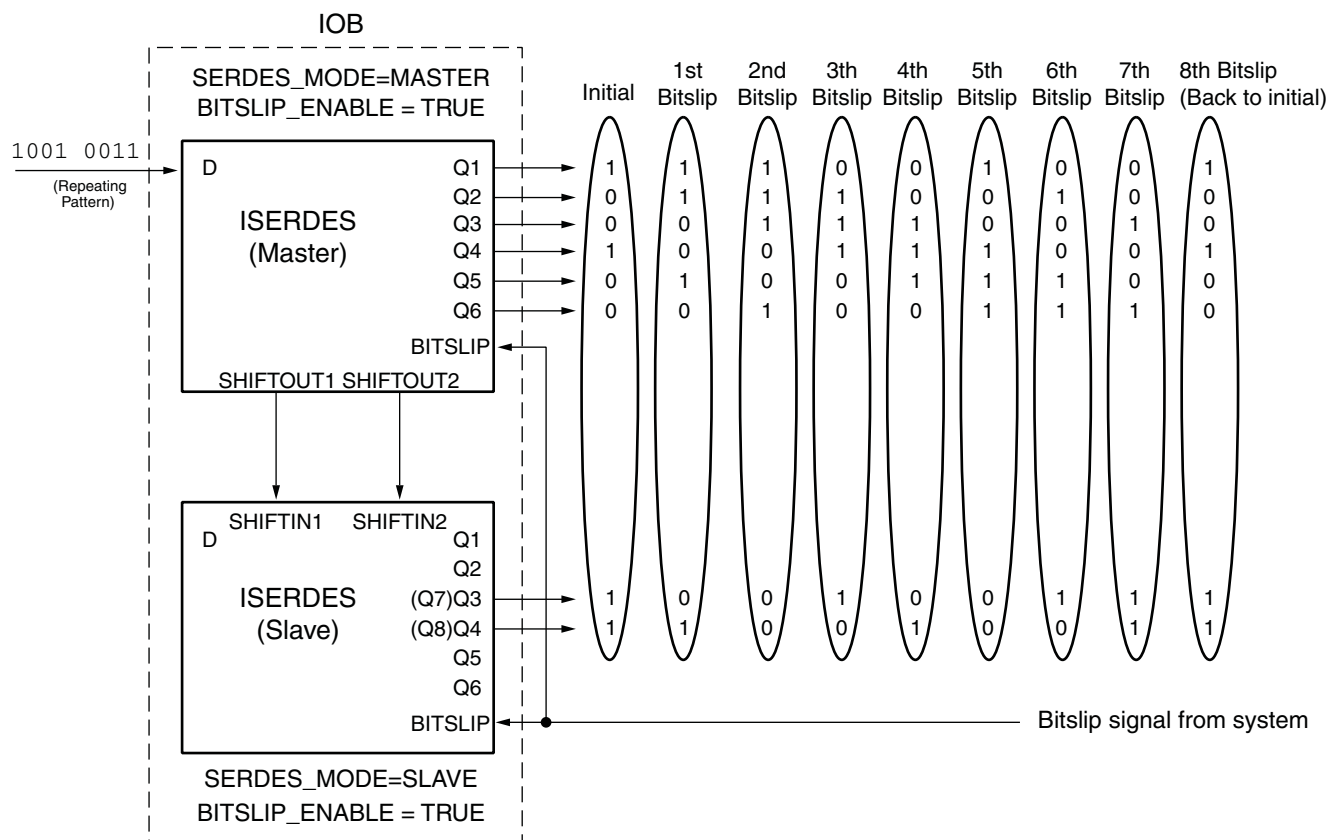 IOB
SERDES_MODE=MASTER
BITSLIP_ENABLE = TRUE
1001 0011
(Repeating
Pattern)
D
ISERDES
(Master)
Q1
Q2
Q3
Q4
Q5
Q6
BITSLIP
SHIFTOUT1 SHIFTOUT2
Initial
1st
Bitslip
2nd
Bitslip
3th
Bitslip
4th
Bitslip
5th
Bitslip
6th
Bitslip
7th
Bitslip
8th Bitslip
(Back to initial)
1 1 1 0 0 1 0 0 1
0 1 1 1 0 0 1 0 0
0 0 1 1 1 0 0 1 0
1 0 0 1 1 1 0 0 1
0 1 0 0 1 1 1 0 0
0 0 1 0 0 1 1 1 0
SHIFTIN1 SHIFTIN2
D
ISERDES
(Slave)
Q1
Q2
(Q7)Q3
(Q8)Q4
Q5
Q6
BITSLIP
1 0 0 1 0 0 1 1 1
1 1 0 0 1 0 0 1 1
Bitslip signal from system
SERDES_MODE=SLAVE
BITSLIP_ENABLE = TRUE